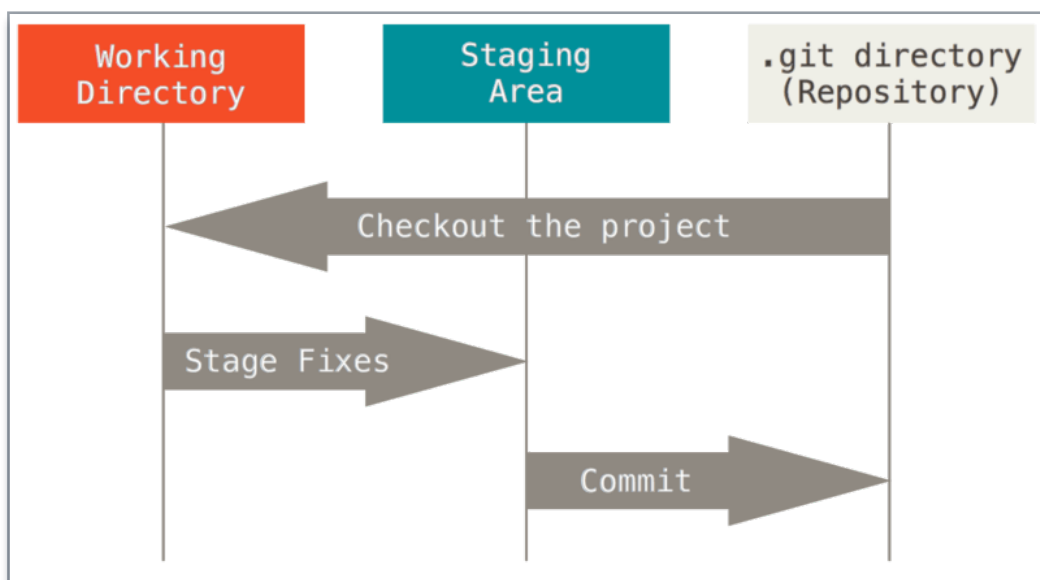 Working
Directory
Staging
Area
.git directory
(Repository)
Checkout the project
Stage Fixes
Commit